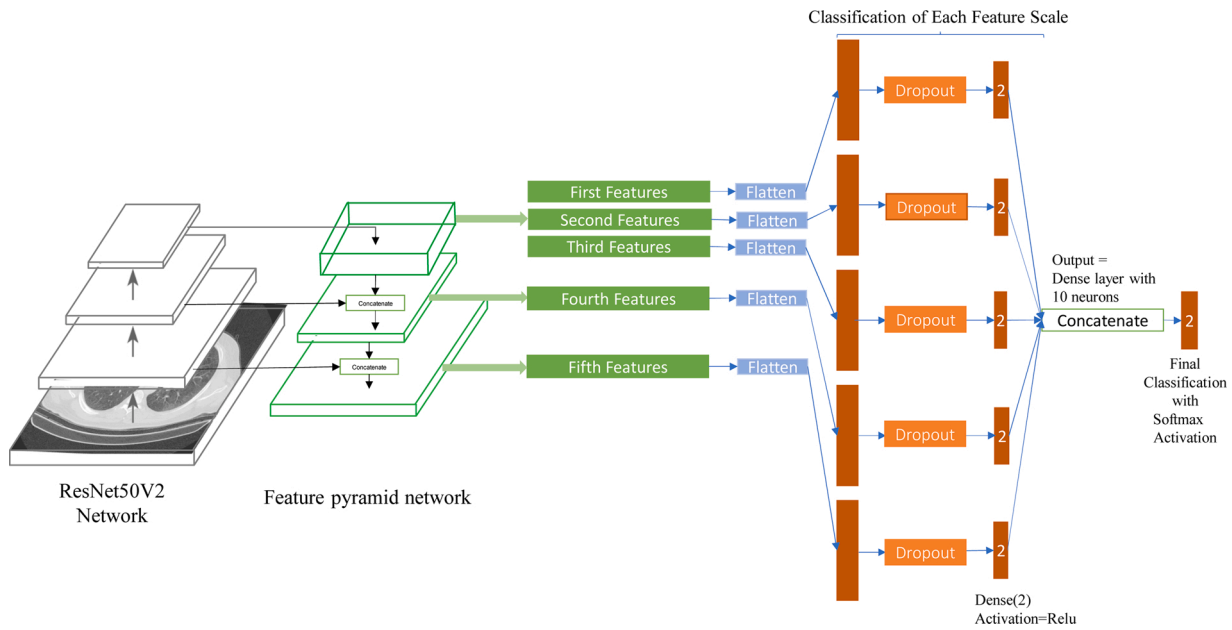 Classification of Each Feature Scale
Dropout
2
First Features
Flatten
Second Features
Flatten
Dropout
2
Third Features
Flatten
Output =
Dense layer with
10 neurons
Concatenate
Fourth Features
Flatten
Dropout
2
Concatenate
2
Concatenate
Fifth Features
Flatten
Final
Classification
with
Softmax
Activation
Dropout
2
ResNet50V2
Network
Feature pyramid network
Dropout
2
Dense(2)
Activation=Relu